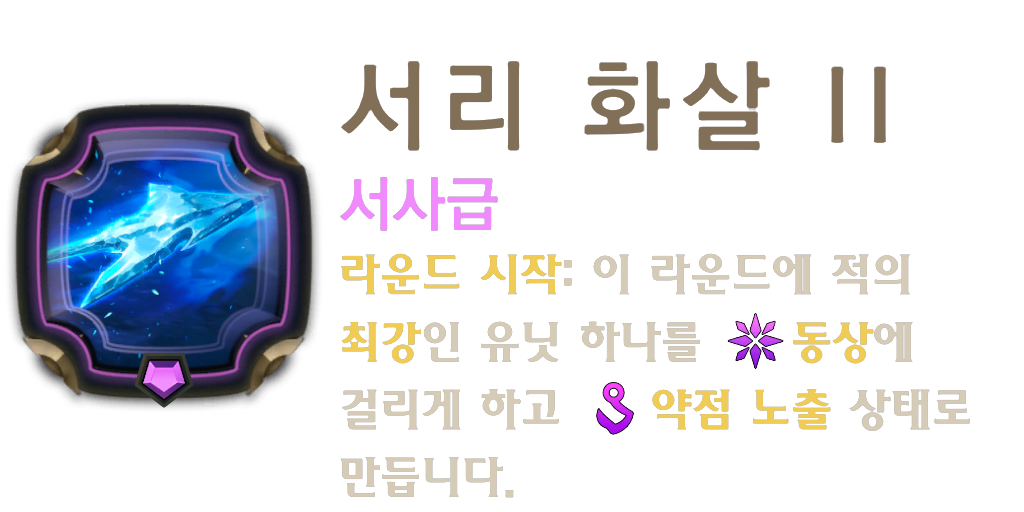 서리 화살 II
서사급
라운드 시작: 이 라운드에 적의
최강인 유닛 하나를 동상에
걸리게 하고 약점 노출 상태로
만듭니다.